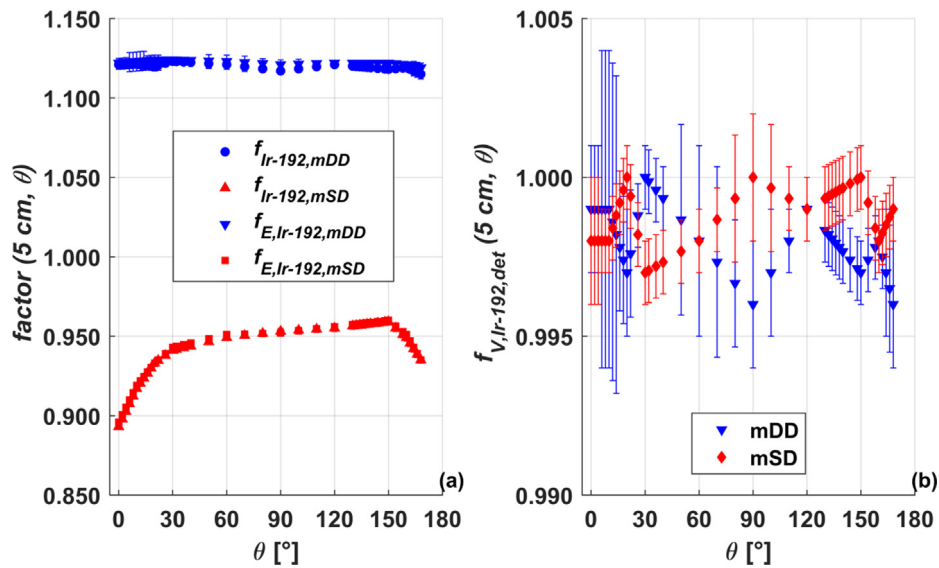 factor (5 cm, θ)
1.150
1.100
1.050
1.000
0.950
0.900
0.850
f_Ir-192,mDD
f_Ir-192,mSD
f_E,Ir-192,mDD
f_E,Ir-192,mSD
(a)
0 30 60 90 120 150 180
θ [°]
f_V,Ir-192,det (5 cm, θ)
1.005
1.000
0.995
0.990
mDD
mSD
(b)
0 30 60 90 120 150 180
θ [°]